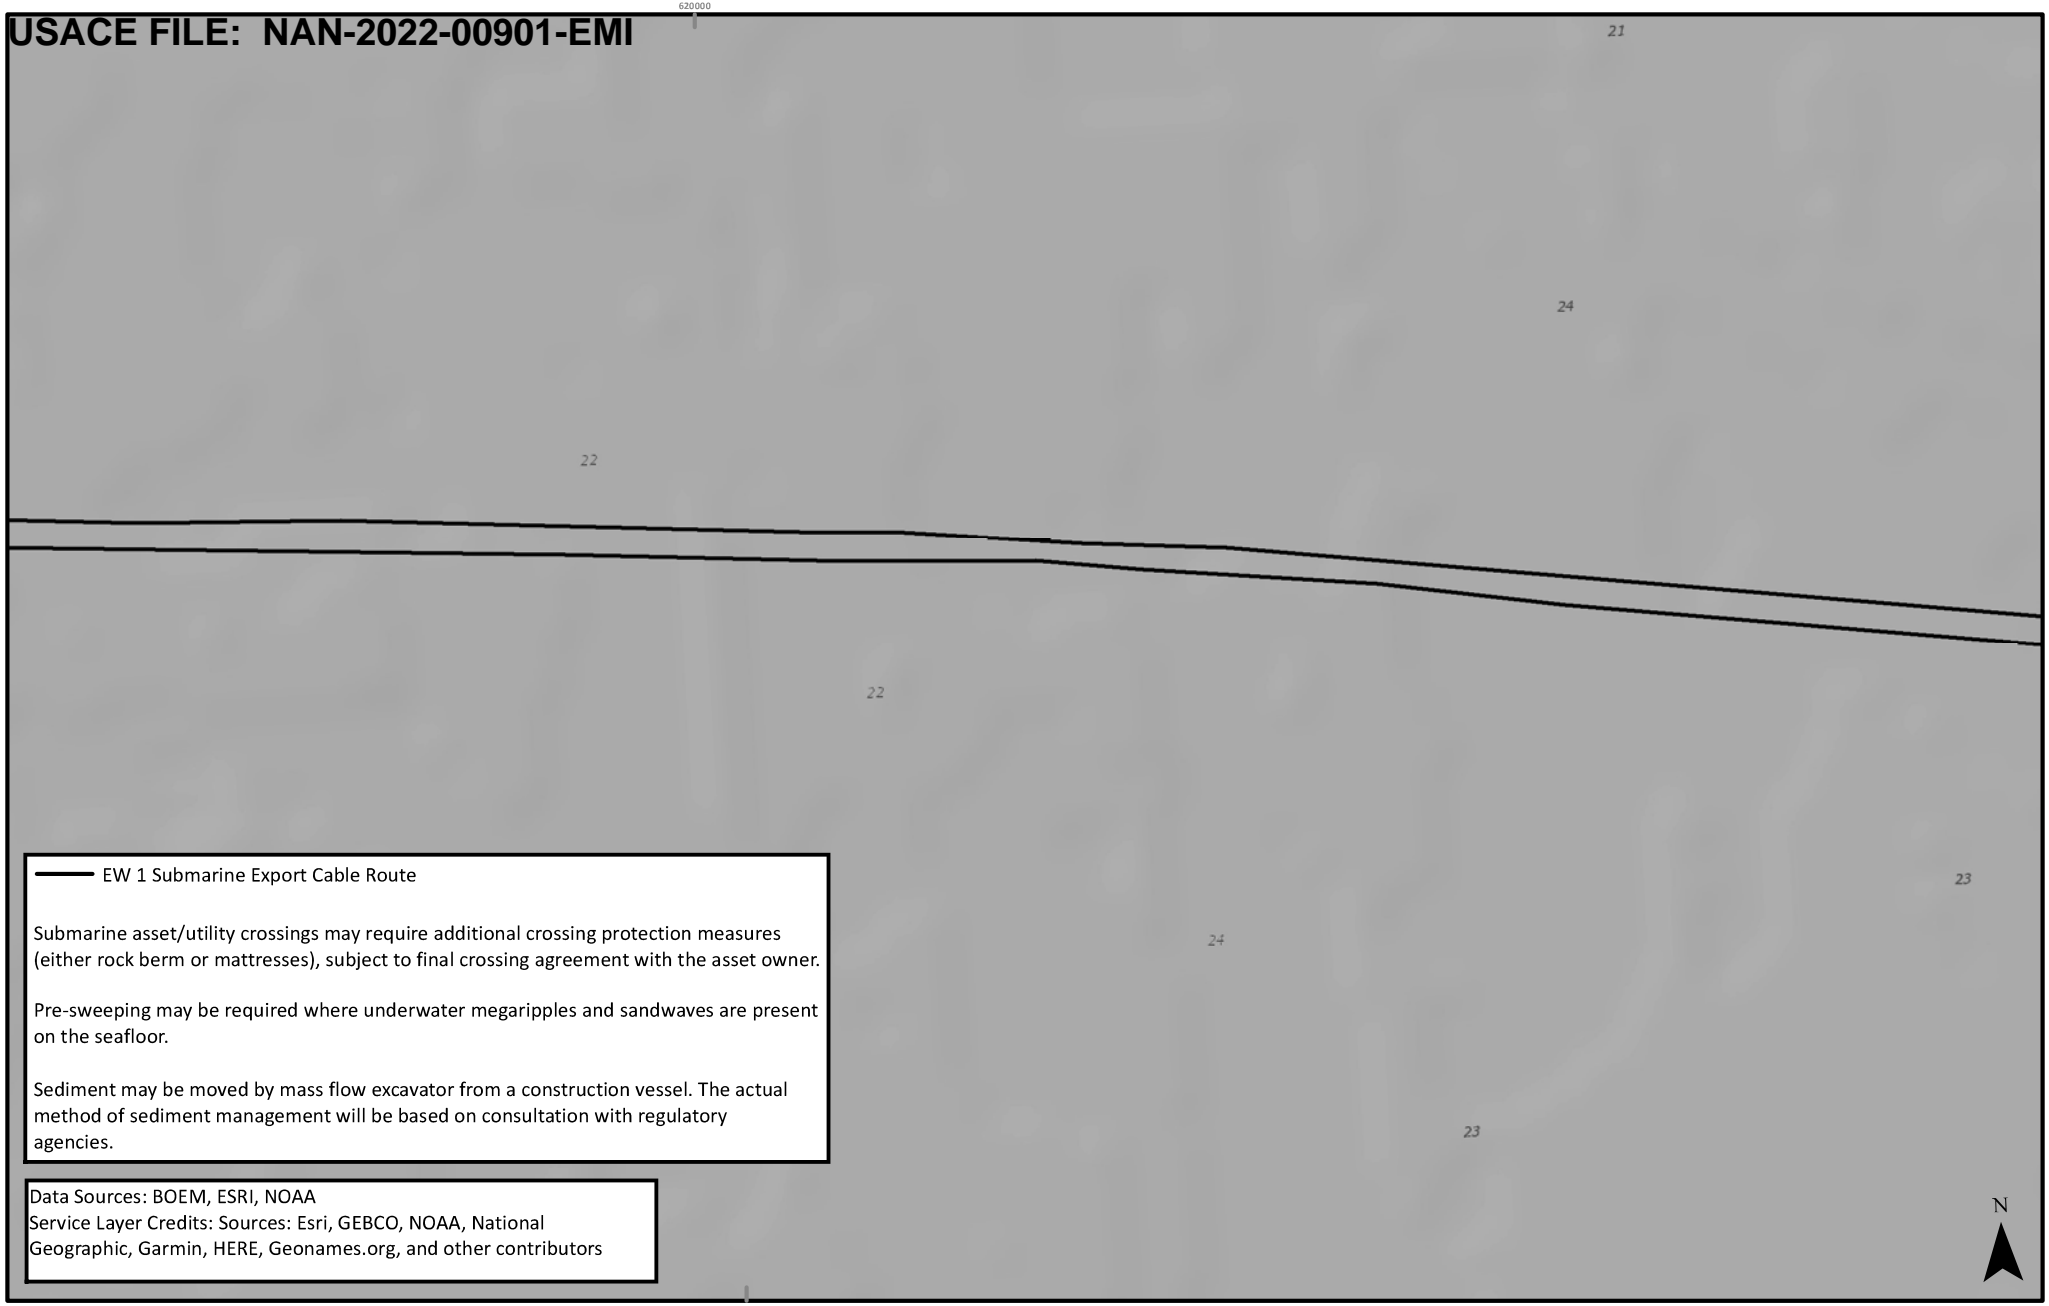 620000
USACE FILE: NAN-2022-00901-EMI
21
24
22
22
EW 1 Submarine Export Cable Route
23
Submarine asset/utility crossings may require additional crossing protection measures
(either rock berm or mattresses), subject to final crossing agreement with the asset owner.
24
Pre-sweeping may be required where underwater megaripples and sandwaves are present
on the seafloor.
Sediment may be moved by mass flow excavator from a construction vessel. The actual
method of sediment management will be based on consultation with regulatory
agencies.
23
Data Sources: BOEM, ESRI, NOAA
Service Layer Credits: Sources: Esri, GEBCO, NOAA, National
Geographic, Garmin, HERE, Geonames.org, and other contributors
N